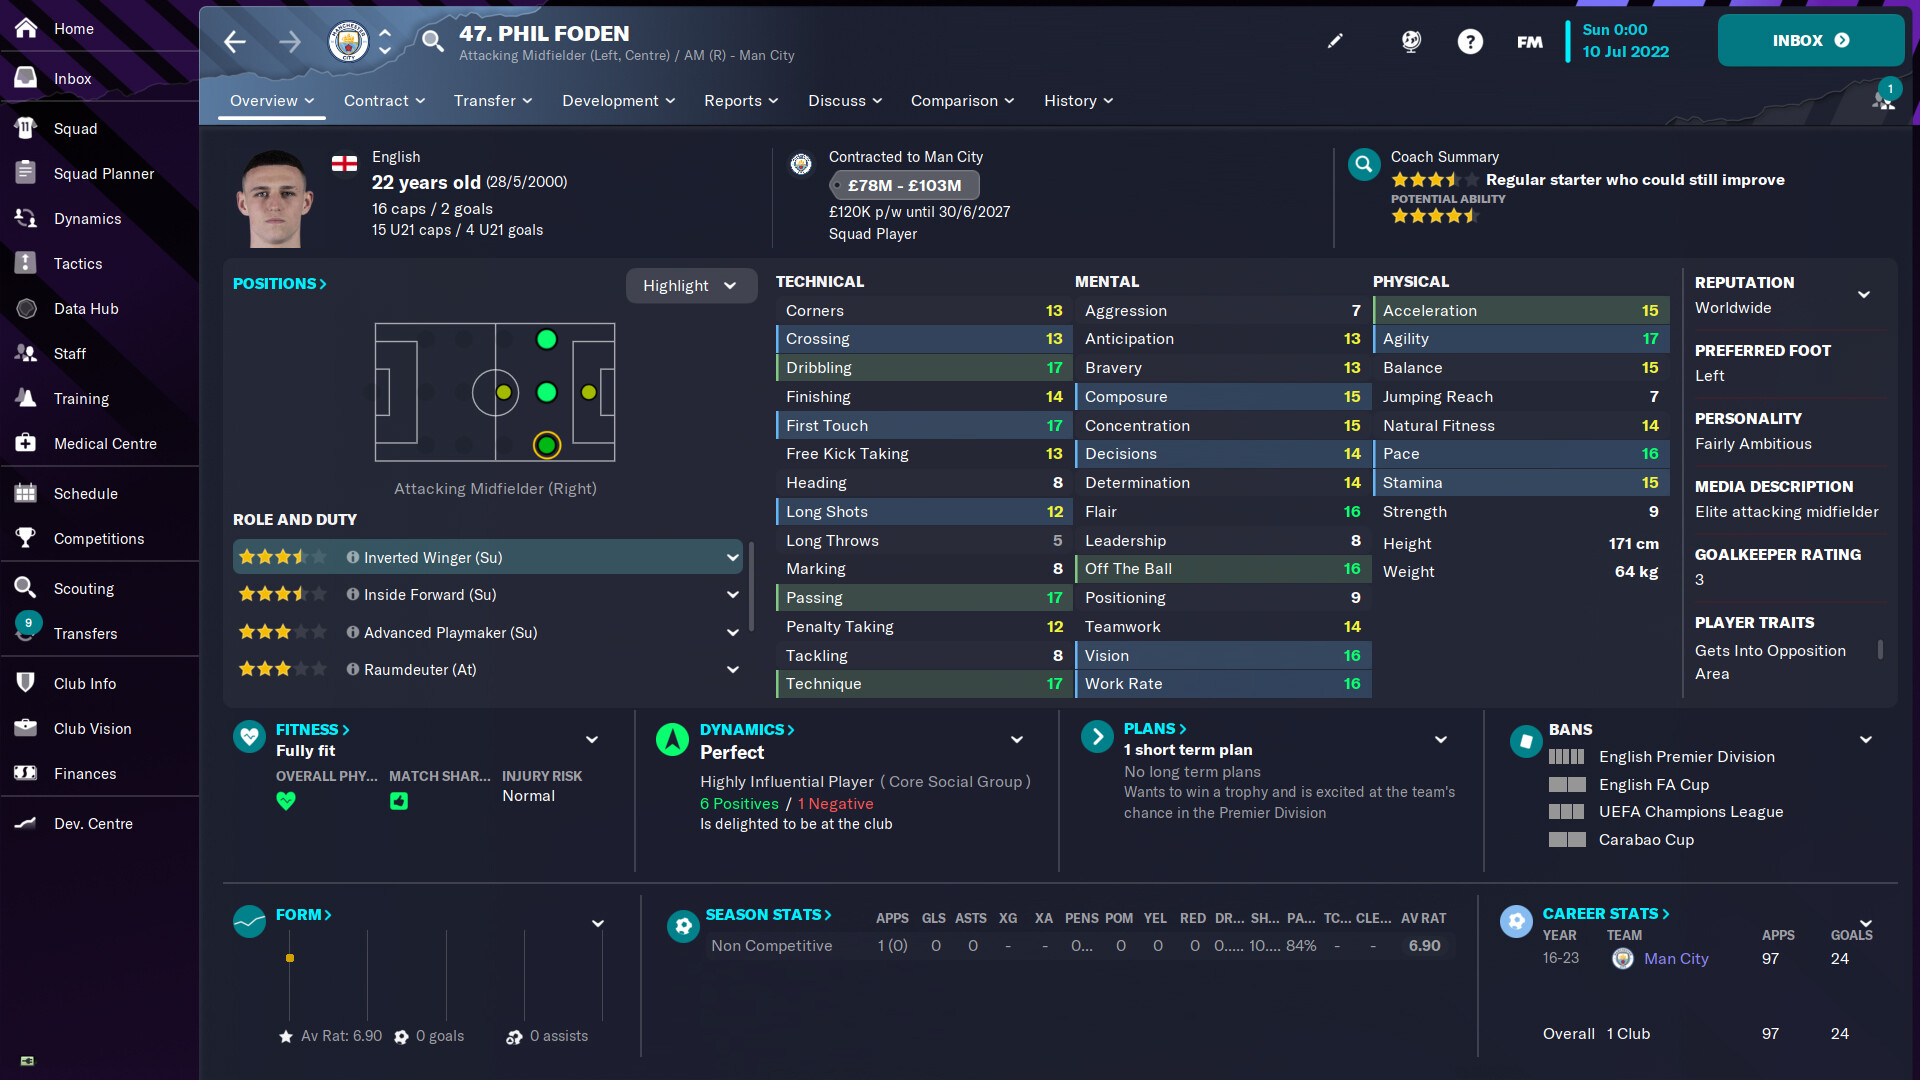 Home
Inbox
Squad
Squad Planner
Dynamics
Tactics
Data Hub
Staff
Training
Medical Centre
Schedule
Competitions
Scouting
9
Transfers
Club Info
Club Vision
Finances
Dev. Centre
47. PHIL FODEN
Attacking Midfielder (Left, Centre) / AM (R) - Man City
?
FM
Sun 0:00
10 Jul 2022
INBOX
Overview
Contract
Transfer
Development
Reports
Discuss
Comparison
History
1
English
22 years old (28/5/2000)
16 caps / 2 goals
15 U21 caps / 4 U21 goals
Contracted to Man City
£78M - £103M
£120K p/w until 30/6/2027
Squad Player
Coach Summary
Regular starter who could still improve
POTENTIAL ABILITY
POSITIONS
Highlight
Attacking Midfielder (Right)
ROLE AND DUTY
Inverted Winger (Su)
Inside Forward (Su)
Advanced Playmaker (Su)
Raumdeuter (At)
TECHNICAL
Corners 13
Crossing 13
Dribbling 17
Finishing 14
First Touch 17
Free Kick Taking 13
Heading 8
Long Shots 12
Long Throws 5
Marking 8
Passing 17
Penalty Taking 12
Tackling 8
Technique 17
MENTAL
Aggression 7
Anticipation 13
Bravery 13
Composure 15
Concentration 15
Decisions 14
Determination 14
Flair 16
Leadership 8
Off The Ball 16
Positioning 9
Teamwork 14
Vision 16
Work Rate 16
PHYSICAL
Acceleration 15
Agility 17
Balance 15
Jumping Reach 7
Natural Fitness 14
Pace 16
Stamina 15
Strength 9
Height 171 cm
Weight 64 kg
REPUTATION
Worldwide
PREFERRED FOOT
Left
PERSONALITY
Fairly Ambitious
MEDIA DESCRIPTION
Elite attacking midfielder
GOALKEEPER RATING
3
PLAYER TRAITS
Gets Into Opposition
Area
FITNESS
Fully fit
OVERALL PHY... MATCH SHAR... INJURY RISK
Normal
DYNAMICS
Perfect
Highly Influential Player ( Core Social Group )
6 Positives / 1 Negative
Is delighted to be at the club
PLANS
1 short term plan
No long term plans
Wants to win a trophy and is excited at the team's
chance in the Premier Division
BANS
English Premier Division
English FA Cup
UEFA Champions League
Carabao Cup
FORM
Av Rat: 6.90 0 goals 0 assists
SEASON STATS APPS GLS ASTS XG XA PENS POM YEL RED DR... SH... PA... TC... CLE... AV RAT
Non Competitive 1 (0) 0 0 - - 0... 0 0 0 0..... 10.... 84% - - 6.90
CAREER STATS
YEAR TEAM APPS GOALS
16-23 Man City 97 24
Overall 1 Club 97 24